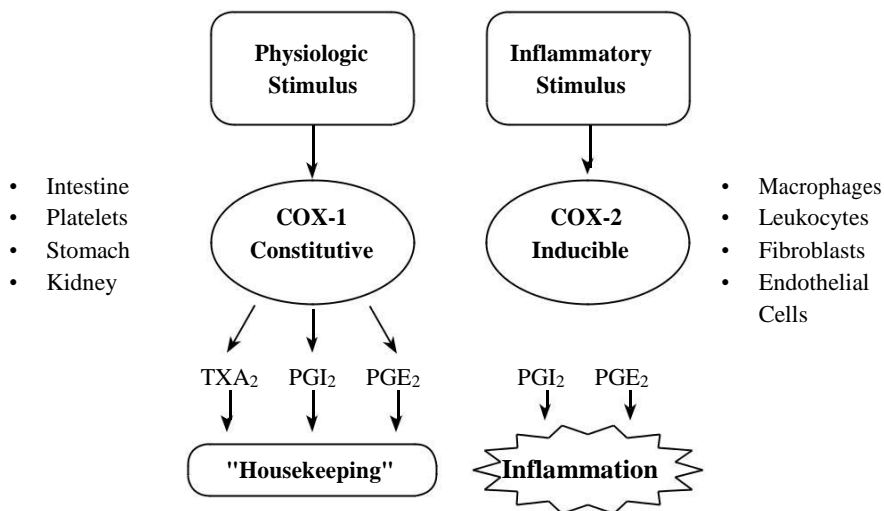 Physiologic
Stimulus
Inflammatory
Stimulus
• Intestine
• Platelets
• Stomach
• Kidney
COX-1
Constitutive
COX-2
Inducible
• Macrophages
• Leukocytes
• Fibroblasts
• Endothelial
Cells
TXA₂ PGI₂ PGE₂
PGI₂ PGE₂
"Housekeeping"
Inflammation